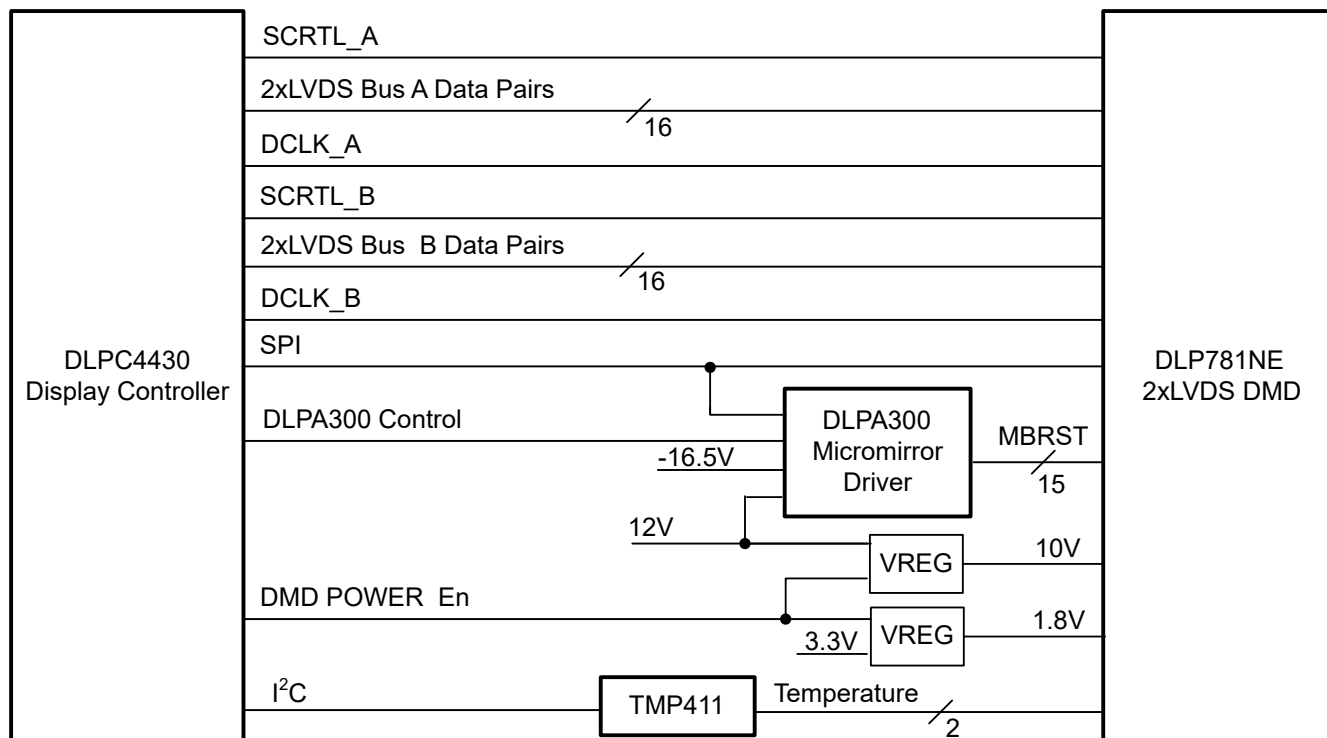 SCRTL_A
2xLVDS Bus A Data Pairs
16
DCLK_A
SCRTL_B
2xLVDS Bus B Data Pairs
16
DCLK_B
SPI
DLPC4430
Display Controller
DLP781NE
2xLVDS DMD
DLPA300 Control
DLPA300
Micromirror
Driver
MBRST
15
-16.5V
12V
VREG
10V
DMD POWER En
VREG
3.3V
1.8V
I²C
TMP411
Temperature
2